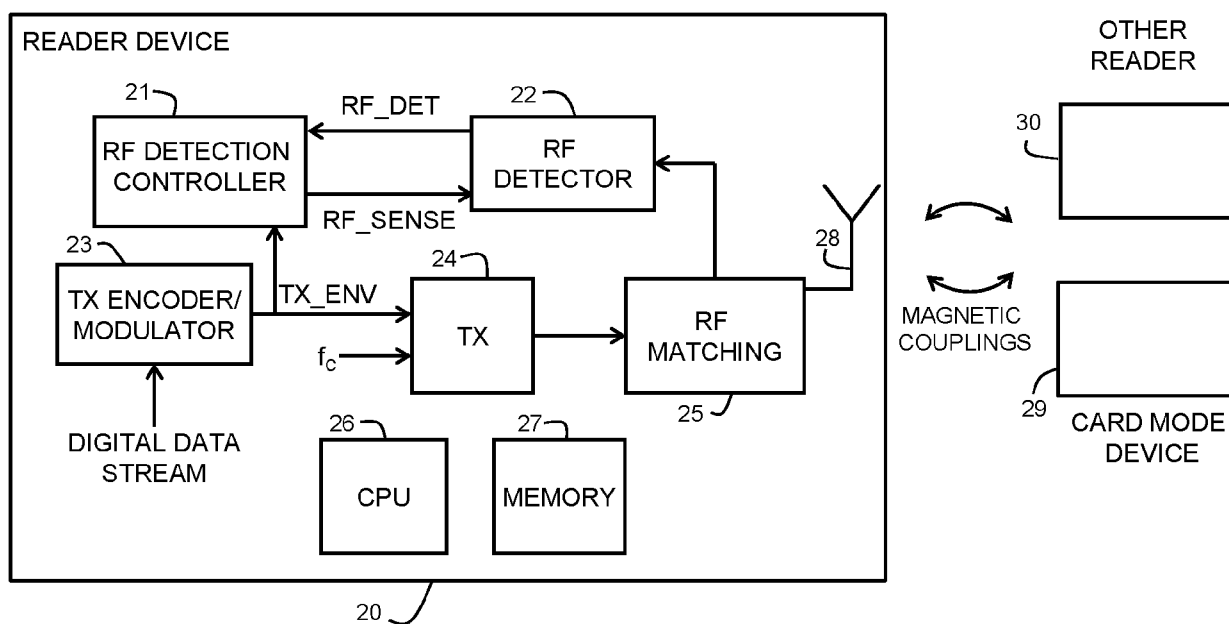 READER DEVICE
OTHER
READER
21
RF_DET
22
30
RF DETECTION
CONTROLLER
RF
DETECTOR
RF_SENSE
23
24
28
TX ENCODER/
MODULATOR
TX_ENV
TX
RF
MATCHING
MAGNETIC
COUPLINGS
fc
25
29
DIGITAL DATA
STREAM
26
27
CARD MODE
DEVICE
CPU
MEMORY
20